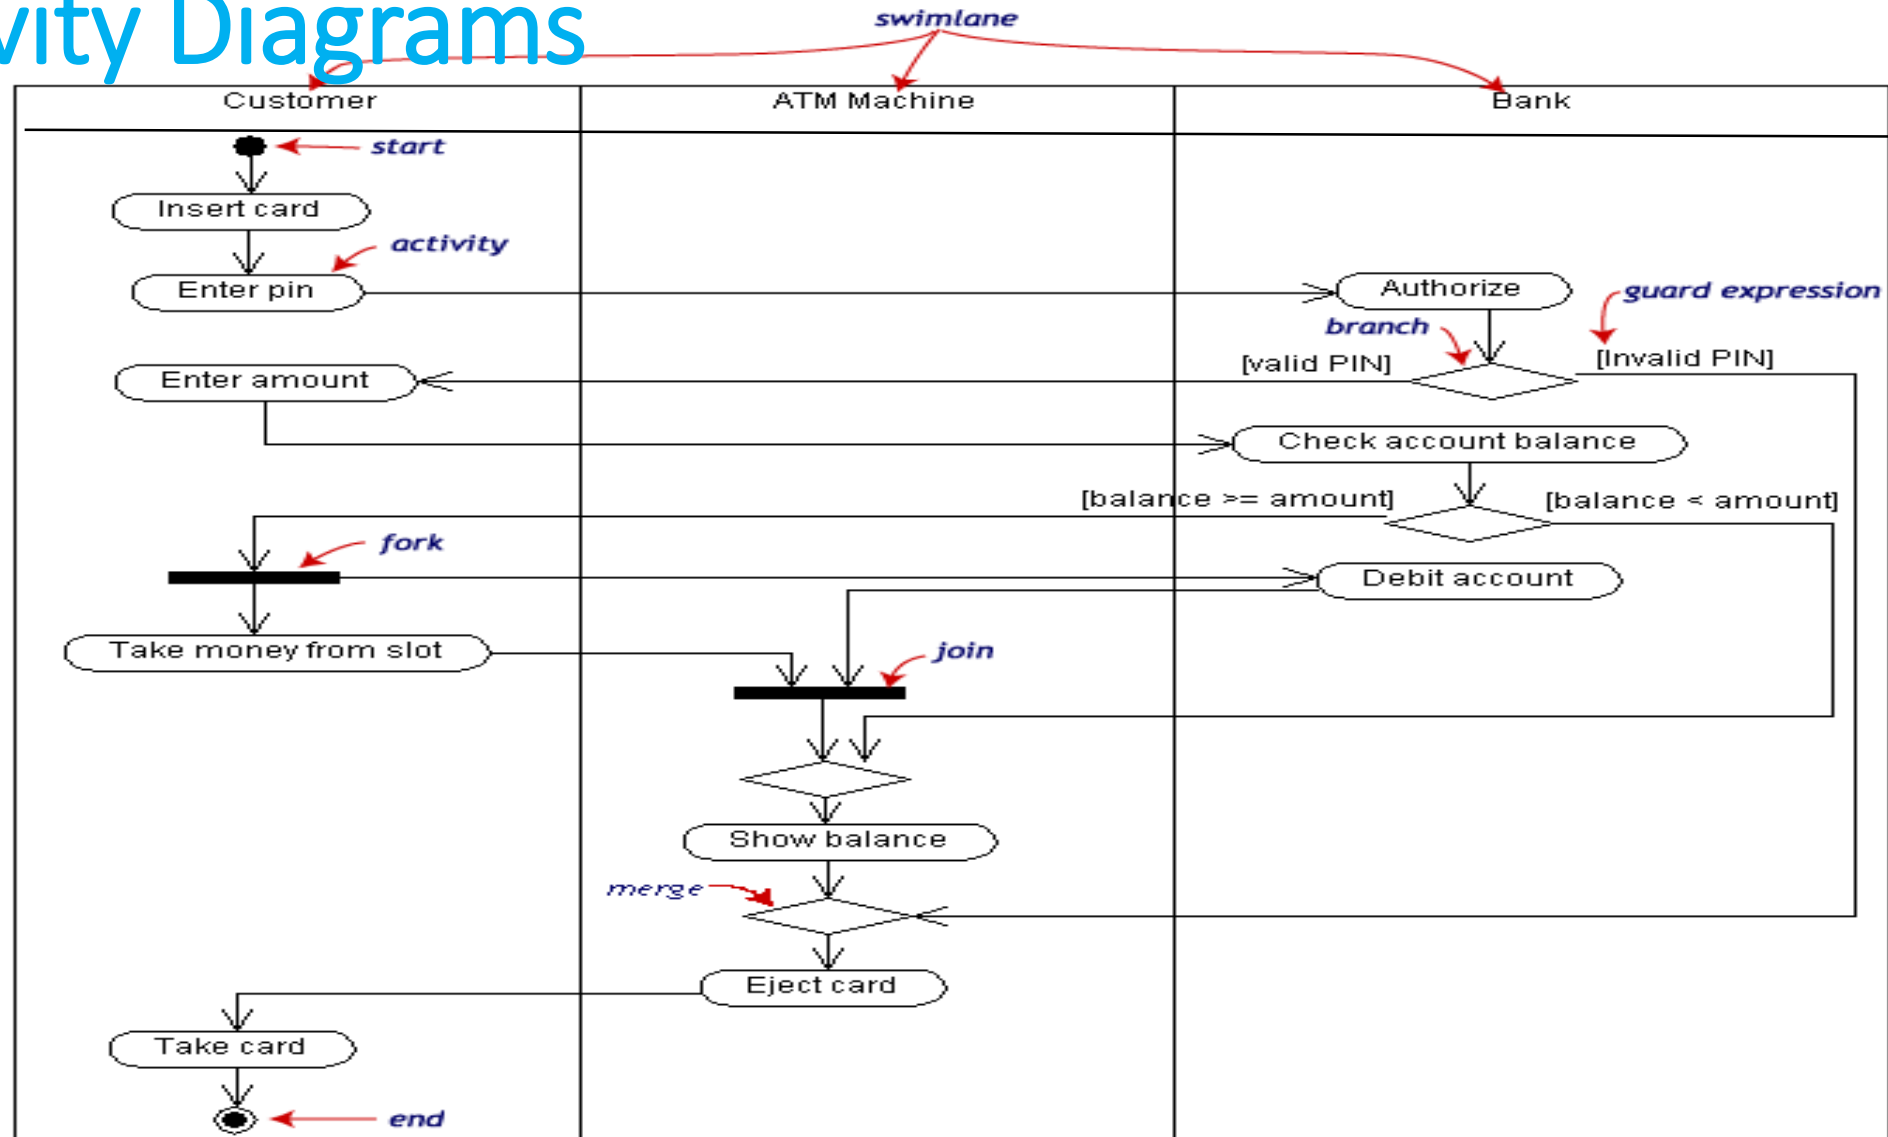 vity Diagrams
swimlane
Customer
ATM Machine
Bank
start
Insert card
activity
Enter pin
Authorize
guard expression
branch
[valid PIN]
[Invalid PIN]
Enter amount
Check account balance
[balance >= amount]
[balance < amount]
fork
Debit account
Take money from slot
join
Show balance
merge
Eject card
Take card
end